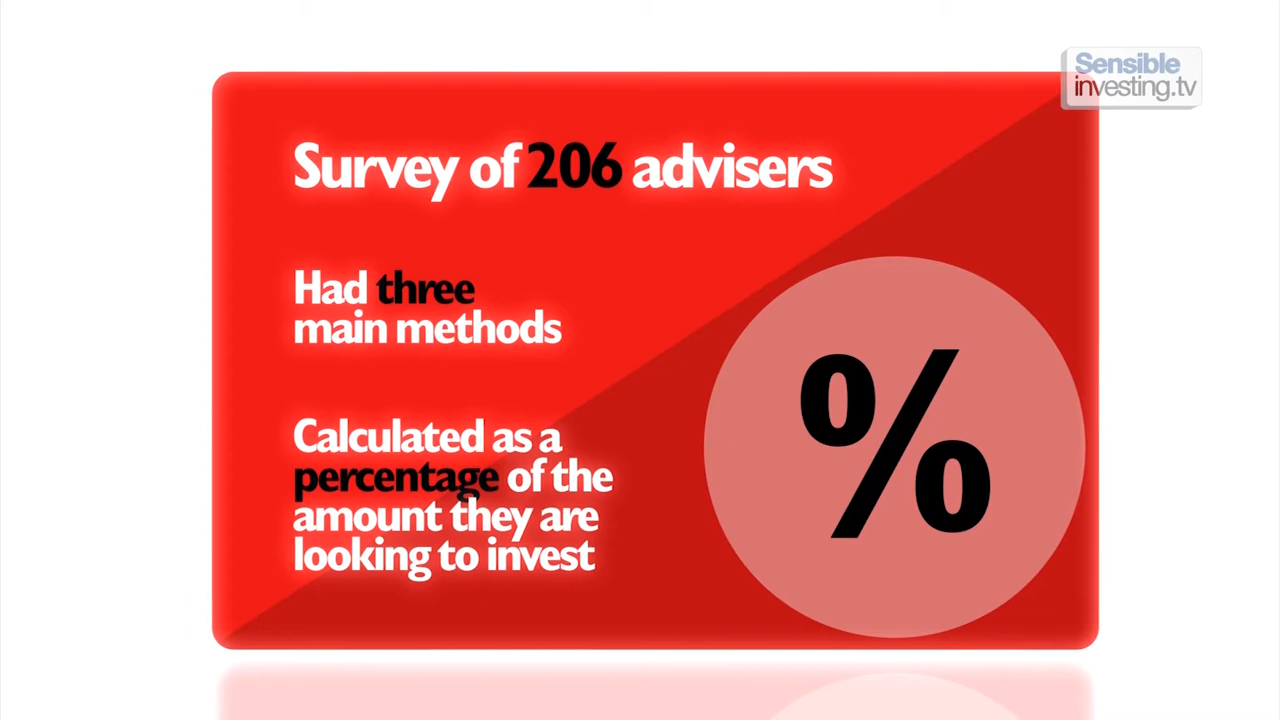 Sensible
investing.tv
Survey of 206 advisers
Had three
main methods
Calculated as a
percentage of the
amount they are
looking to invest
%